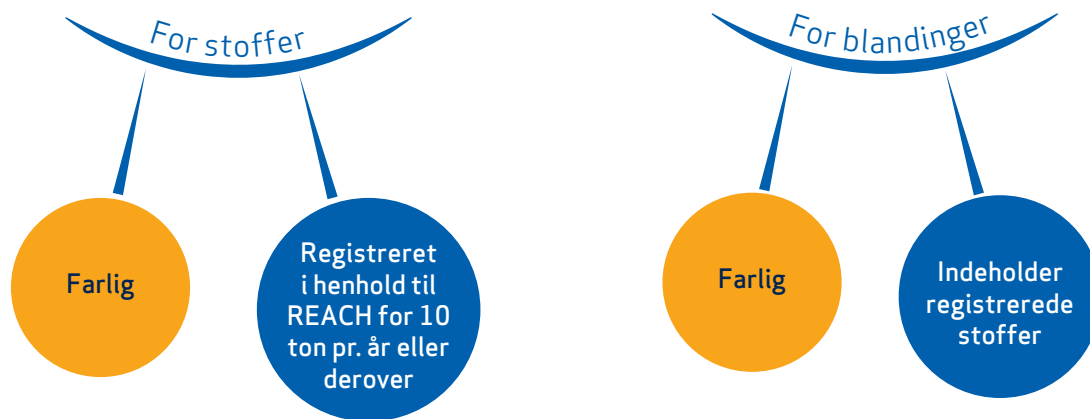 For stoffer
Farlig
Registreret
i henhold til
REACH for 10
ton pr. år eller
derover
For blandinger
Farlig
Indeholder
registrerede
stoffer